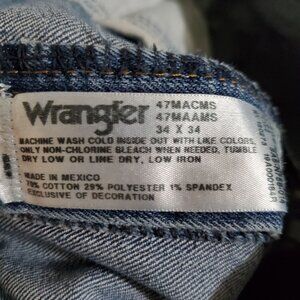 Wrangler
47MACMS
47MAAMS
34 X 34
MACHINE WASH COLD INSIDE OUT WITH LIKE COLORS,
ONLY NON-CHLORINE BLEACH WHEN NEEDED, TUMBLE
DRY LOW OR LINE DRY, LOW IRON
MADE IN MEXICO
70% COTTON 29% POLYESTER 1% SPANDEX
EXCLUSIVE OF DECORATION